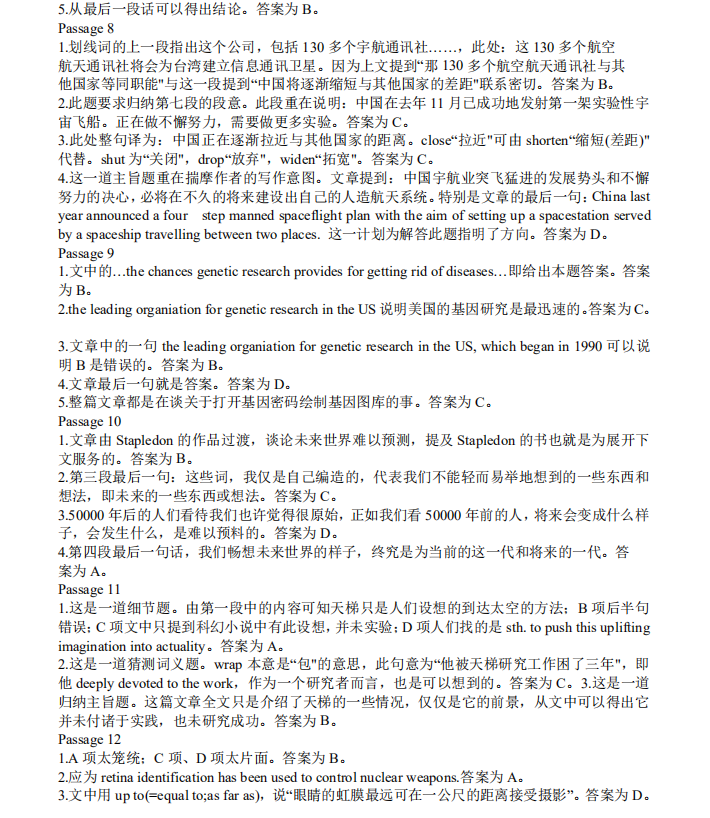 5.从最后一段话可以得出结论。答案为 B。
Passage 8
1.划线词的上一段指出这个公司，包括 130 多个宇航通讯社……，此处：这 130 多个航空
航天通讯社将会为台湾建立信息通讯卫星。因为上文提到“那 130 多个航空航天通讯社与其
他国家等同职能"与这一段提到“中国将逐渐缩短与其他国家的差距"联系密切。答案为 B。
2.此题要求归纳第七段的段意。此段重在说明：中国在去年 11 月已成功地发射第一架实验性宇
宙飞船。正在做不懈努力，需要做更多实验。答案为 C。
3.此处整句译为：中国正在逐渐拉近与其他国家的距离。close“拉近"可由 shorten“缩短(差距)"
代替。shut 为“关闭"，drop“放弃"，widen“拓宽"。答案为 C。
4.这一道主旨题重在揣摩作者的写作意图。文章提到：中国宇航业突飞猛进的发展势头和不懈
努力的决心，必将在不久的将来建设出自己的人造航天系统。特别是文章的最后一句：China last
year announced a four step manned spaceflight plan with the aim of setting up a spacestation served
by a spaceship travelling between two places. 这一计划为解答此题指明了方向。答案为 D。
Passage 9
1.文中的…the chances genetic research provides for getting rid of diseases…即给出本题答案。答案
为 B。
2.the leading organiation for genetic research in the US 说明美国的基因研究是最迅速的。答案为 C。
3.文章中的一句 the leading organiation for genetic research in the US, which began in 1990 可以说
明 B 是错误的。答案为 B。
4.文章最后一句就是答案。答案为 D。
5.整篇文章都是在谈关于打开基因密码绘制基因图库的事。答案为 C。
Passage 10
1.文章由 Stapledon 的作品过渡，谈论未来世界难以预测，提及 Stapledon 的书也就是为展开下
文服务的。答案为 B。
2.第三段最后一句：这些词，我仅是自己编造的，代表我们不能轻而易举地想到的一些东西和
想法，即未来的一些东西或想法。答案为 C。
3.50000 年后的人们看待我们也许觉得很原始，正如我们看 50000 年前的人，将来会变成什么样
子，会发生什么，是难以预料的。答案为 D。
4.第四段最后一句话，我们畅想未来世界的样子，终究是为当前的这一代和将来的一代。答
案为 A。
Passage 11
1.这是一道细节题。由第一段中的内容可知天梯只是人们设想的到达太空的方法；B 项后半句
错误；C 项文中只提到科幻小说中有此设想，并未实验；D 项人们找的是 sth. to push this uplifting
imagination into actuality。答案为 A。
2.这是一道猜测词义题。wrap 本意是“包"的意思，此句意为“他被天梯研究工作困了三年"，即
他 deeply devoted to the work，作为一个研究者而言，也是可以想到的。答案为 C。3.这是一道
归纳主旨题。这篇文章全文只是介绍了天梯的一些情况，仅仅是它的前景，从文中可以得出它
并未付诸于实践，也未研究成功。答案为 B。
Passage 12
1.A 项太笼统；C 项、D 项太片面。答案为 B。
2.应为 retina identification has been used to control nuclear weapons.答案为 A。
3.文中用 up to(=equal to;as far as)，说“眼睛的虹膜最远可在一公尺的距离接受摄影”。答案为 D。